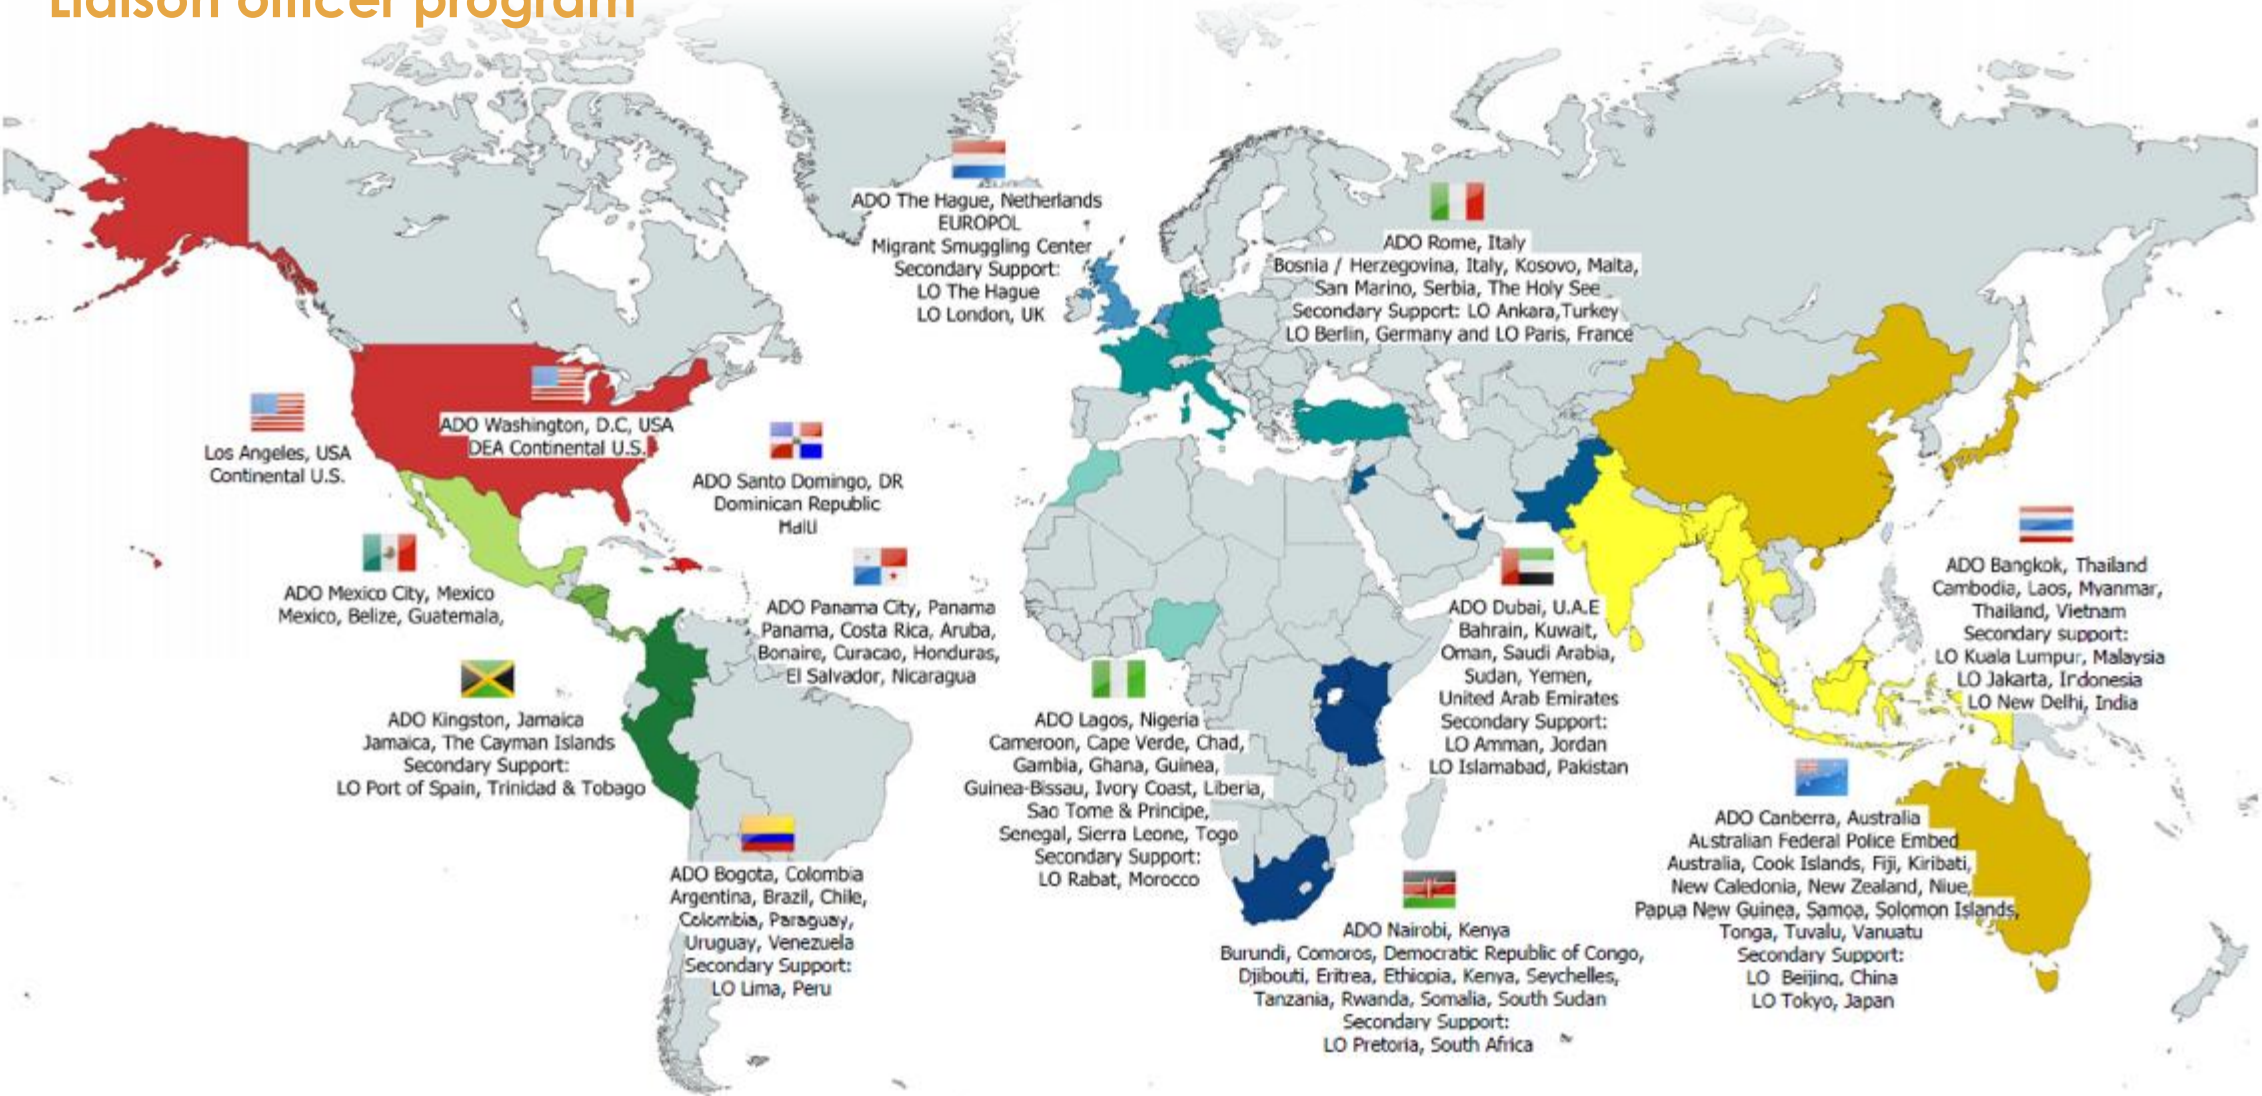 Liaison officer program
ADO The Hague, Netherlands
EUROPOL
Migrant Smuggling Center
Secondary Support:
LO The Hague
LO London, UK
ADO Rome, Italy
Bosnia / Herzegovina, Italy, Kosovo, Malta,
San Marino, Serbia, The Holy See
Secondary Support: LO Ankara,Turkey
LO Berlin, Germany and LO Paris, France
Los Angeles, USA
Continental U.S.
ADO Washington, D.C, USA
DEA Continental U.S.
ADO Santo Domingo, DR
Dominican Republic
Haiti
ADO Mexico City, Mexico
Mexico, Belize, Guatemala,
ADO Panama City, Panama
Panama, Costa Rica, Aruba,
Bonaire, Curacao, Honduras,
El Salvador, Nicaragua
ADO Kingston, Jamaica
Jamaica, The Cayman Islands
Secondary Support:
LO Port of Spain, Trinidad & Tobago
ADO Bogota, Colombia
Argentina, Brazil, Chile,
Colombia, Paraguay,
Uruguay, Venezuela
Secondary Support:
LO Lima, Peru
ADO Lagos, Nigeria
Cameroon, Cape Verde, Chad,
Gambia, Ghana, Guinea,
Guinea-Bissau, Ivory Coast, Liberia,
Sao Tome & Principe,
Senegal, Sierra Leone, Togo
Secondary Support:
LO Rabat, Morocco
ADO Dubai, U.A.E
Bahrain, Kuwait,
Oman, Saudi Arabia,
Sudan, Yemen,
United Arab Emirates
Secondary Support:
LO Amman, Jordan
LO Islamabad, Pakistan
ADO Nairobi, Kenya
Burundi, Comoros, Democratic Republic of Congo,
Djibouti, Eritrea, Ethiopia, Kenya, Seychelles,
Tanzania, Rwanda, Somalia, South Sudan
Secondary Support:
LO Pretoria, South Africa
ADO Bangkok, Thailand
Cambodia, Laos, Myanmar,
Thailand, Vietnam
Secondary support:
LO Kuala Lumpur, Malaysia
LO Jakarta, Indonesia
LO New Delhi, India
ADO Canberra, Australia
Australian Federal Police Embed
Australia, Cook Islands, Fiji, Kiribati,
New Caledonia, New Zealand, Niue,
Papua New Guinea, Samoa, Solomon Islands,
Tonga, Tuvalu, Vanuatu
Secondary Support:
LO Beijing, China
LO Tokyo, Japan